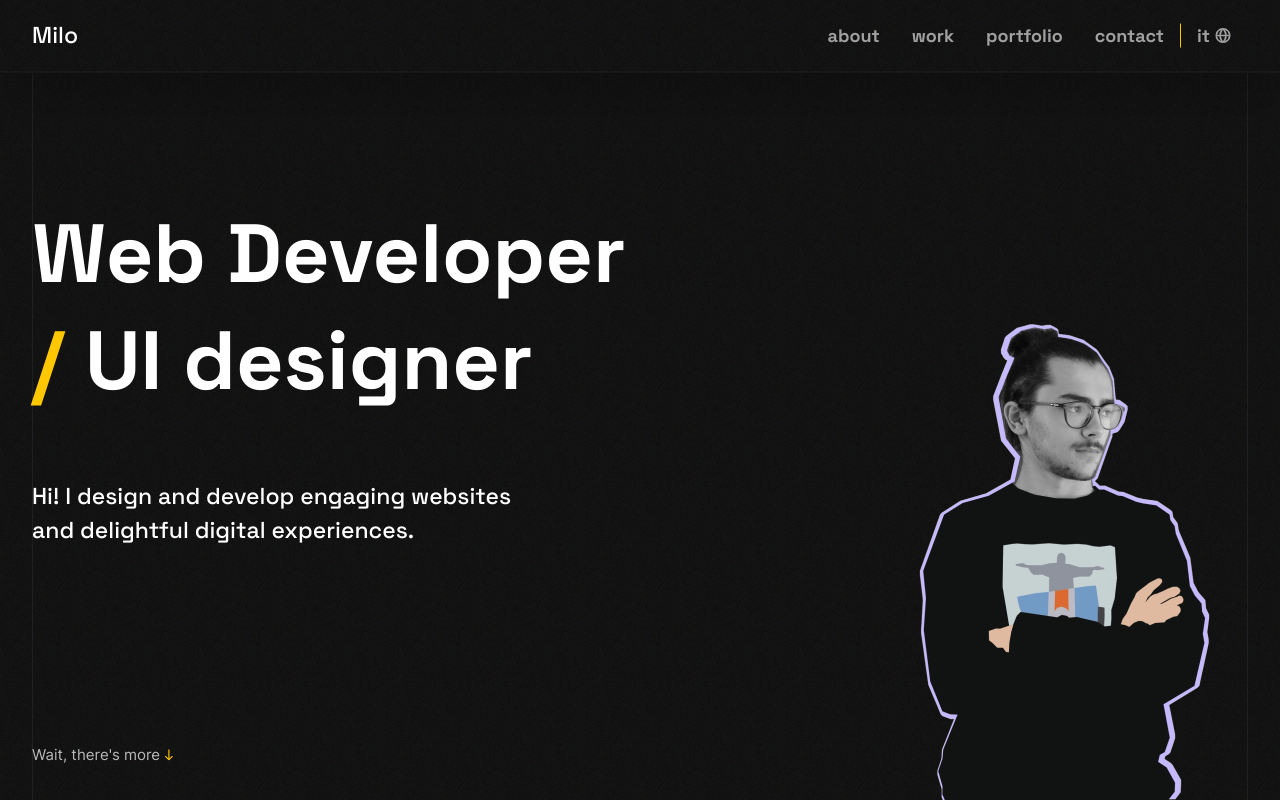 Milo
about
work
portfolio
contact
it
Web Developer
/ UI designer
Hi! I design and develop engaging websites
and delightful digital experiences.
Wait, there's more ↓